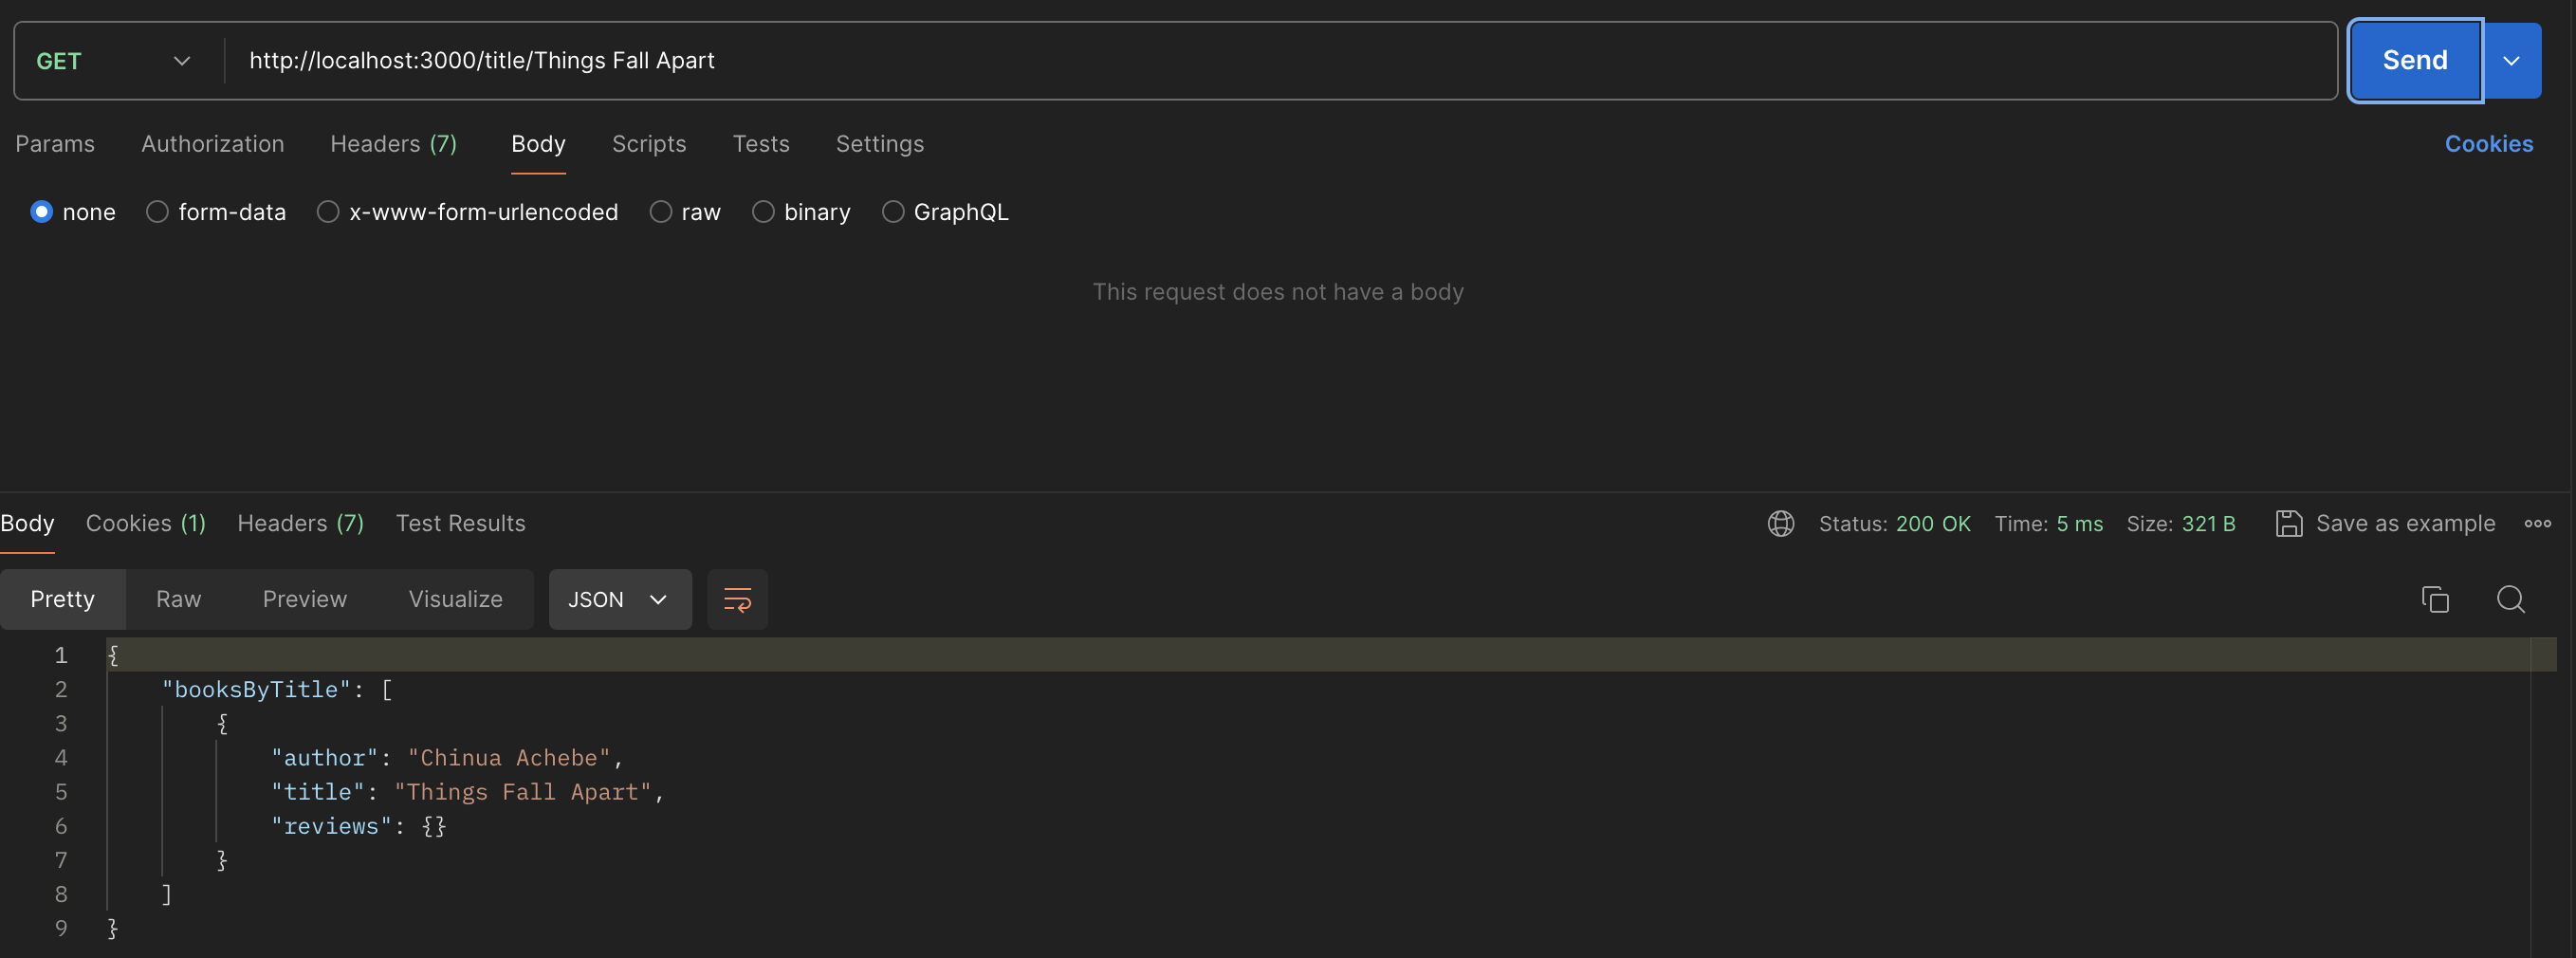 GET http://localhost:3000/title/Things Fall Apart Send
Params Authorization Headers (7) Body Scripts Tests Settings Cookies
none form-data x-www-form-urlencoded raw binary GraphQL
This request does not have a body
Body Cookies (1) Headers (7) Test Results Status: 200 OK Time: 5 ms Size: 321 B Save as example
Pretty Raw Preview Visualize JSON
1 {
2 "booksByTitle": [
3 {
4 "author": "Chinua Achebe",
5 "title": "Things Fall Apart",
6 "reviews": {}
7 }
8 ]
9 }